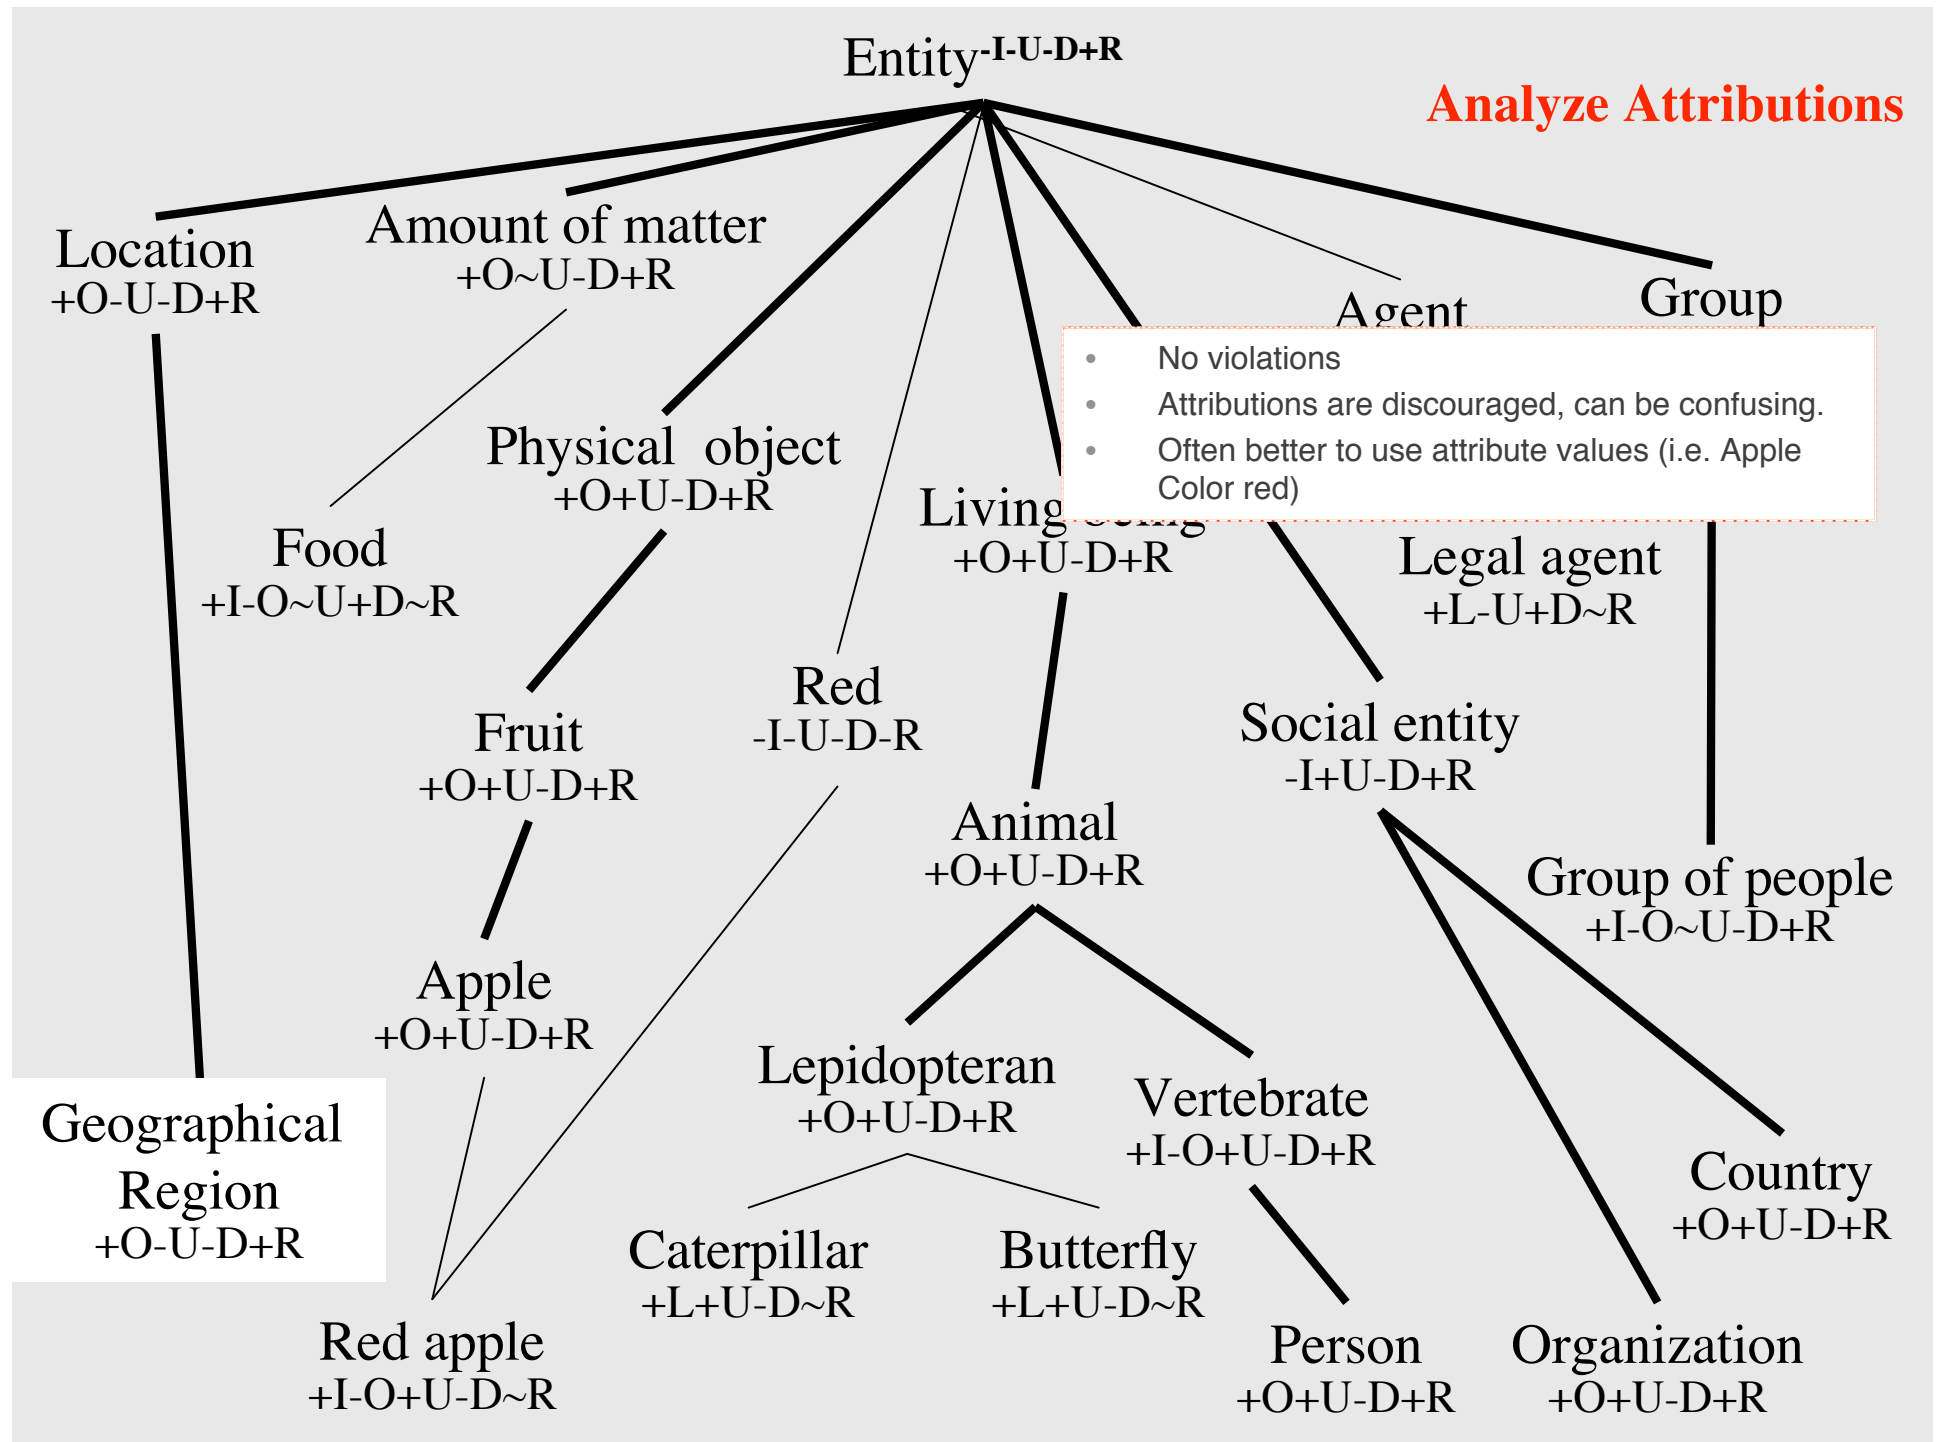 Entity-I-U-D+R
Analyze Attributions
Location
+O-U-D+R
Amount of matter
+O~U-D+R
Agent
Group
• No violations
• Attributions are discouraged, can be confusing.
• Often better to use attribute values (i.e. Apple
Color red)
Physical object
+O+U-D+R
Living being
+O+U-D+R
Food
+I-O~U+D~R
Legal agent
+L-U+D~R
Red
-I-U-D-R
Fruit
+O+U-D+R
Social entity
-I+U-D+R
Animal
+O+U-D+R
Group of people
+I-O~U-D+R
Apple
+O+U-D+R
Lepidopteran
+O+U-D+R
Vertebrate
+I-O+U-D+R
Geographical
Region
+O-U-D+R
Country
+O+U-D+R
Caterpillar
+L+U-D~R
Butterfly
+L+U-D~R
Red apple
+I-O+U-D~R
Person
+O+U-D+R
Organization
+O+U-D+R